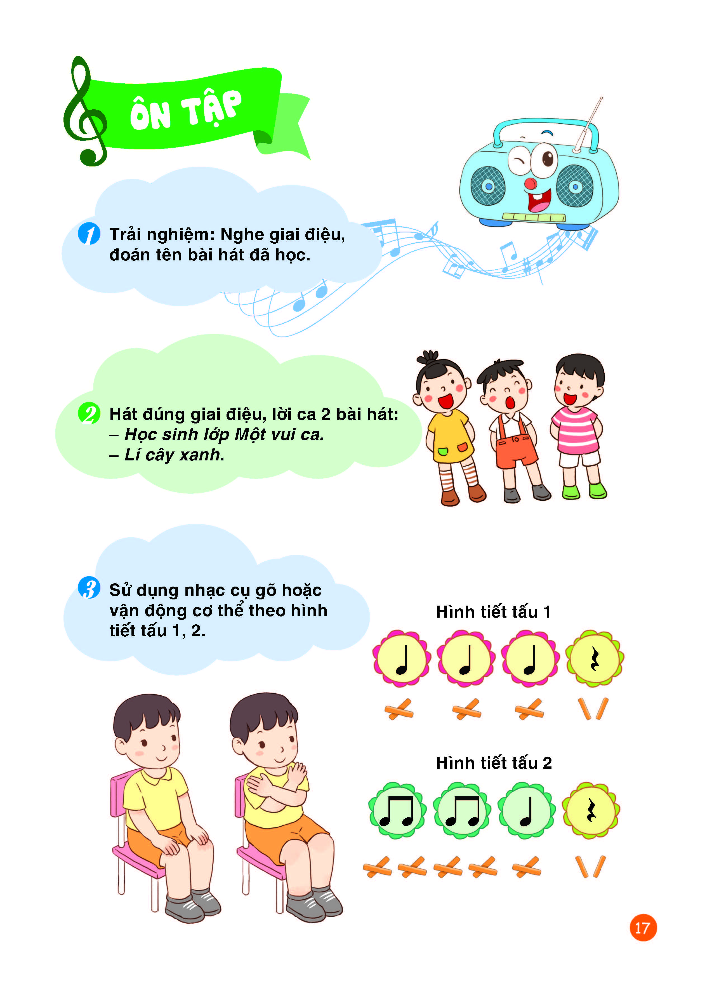 ÔN TẬP
1 Trải nghiệm: Nghe giai điệu,
đoán tên bài hát đã học.
2 Hát đúng giai điệu, lời ca 2 bài hát:
– Học sinh lớp Một vui ca.
– Lí cây xanh.
3 Sử dụng nhạc cụ gõ hoặc
vận động cơ thể theo hình
tiết tấu 1, 2.
Hình tiết tấu 1
Hình tiết tấu 2
17